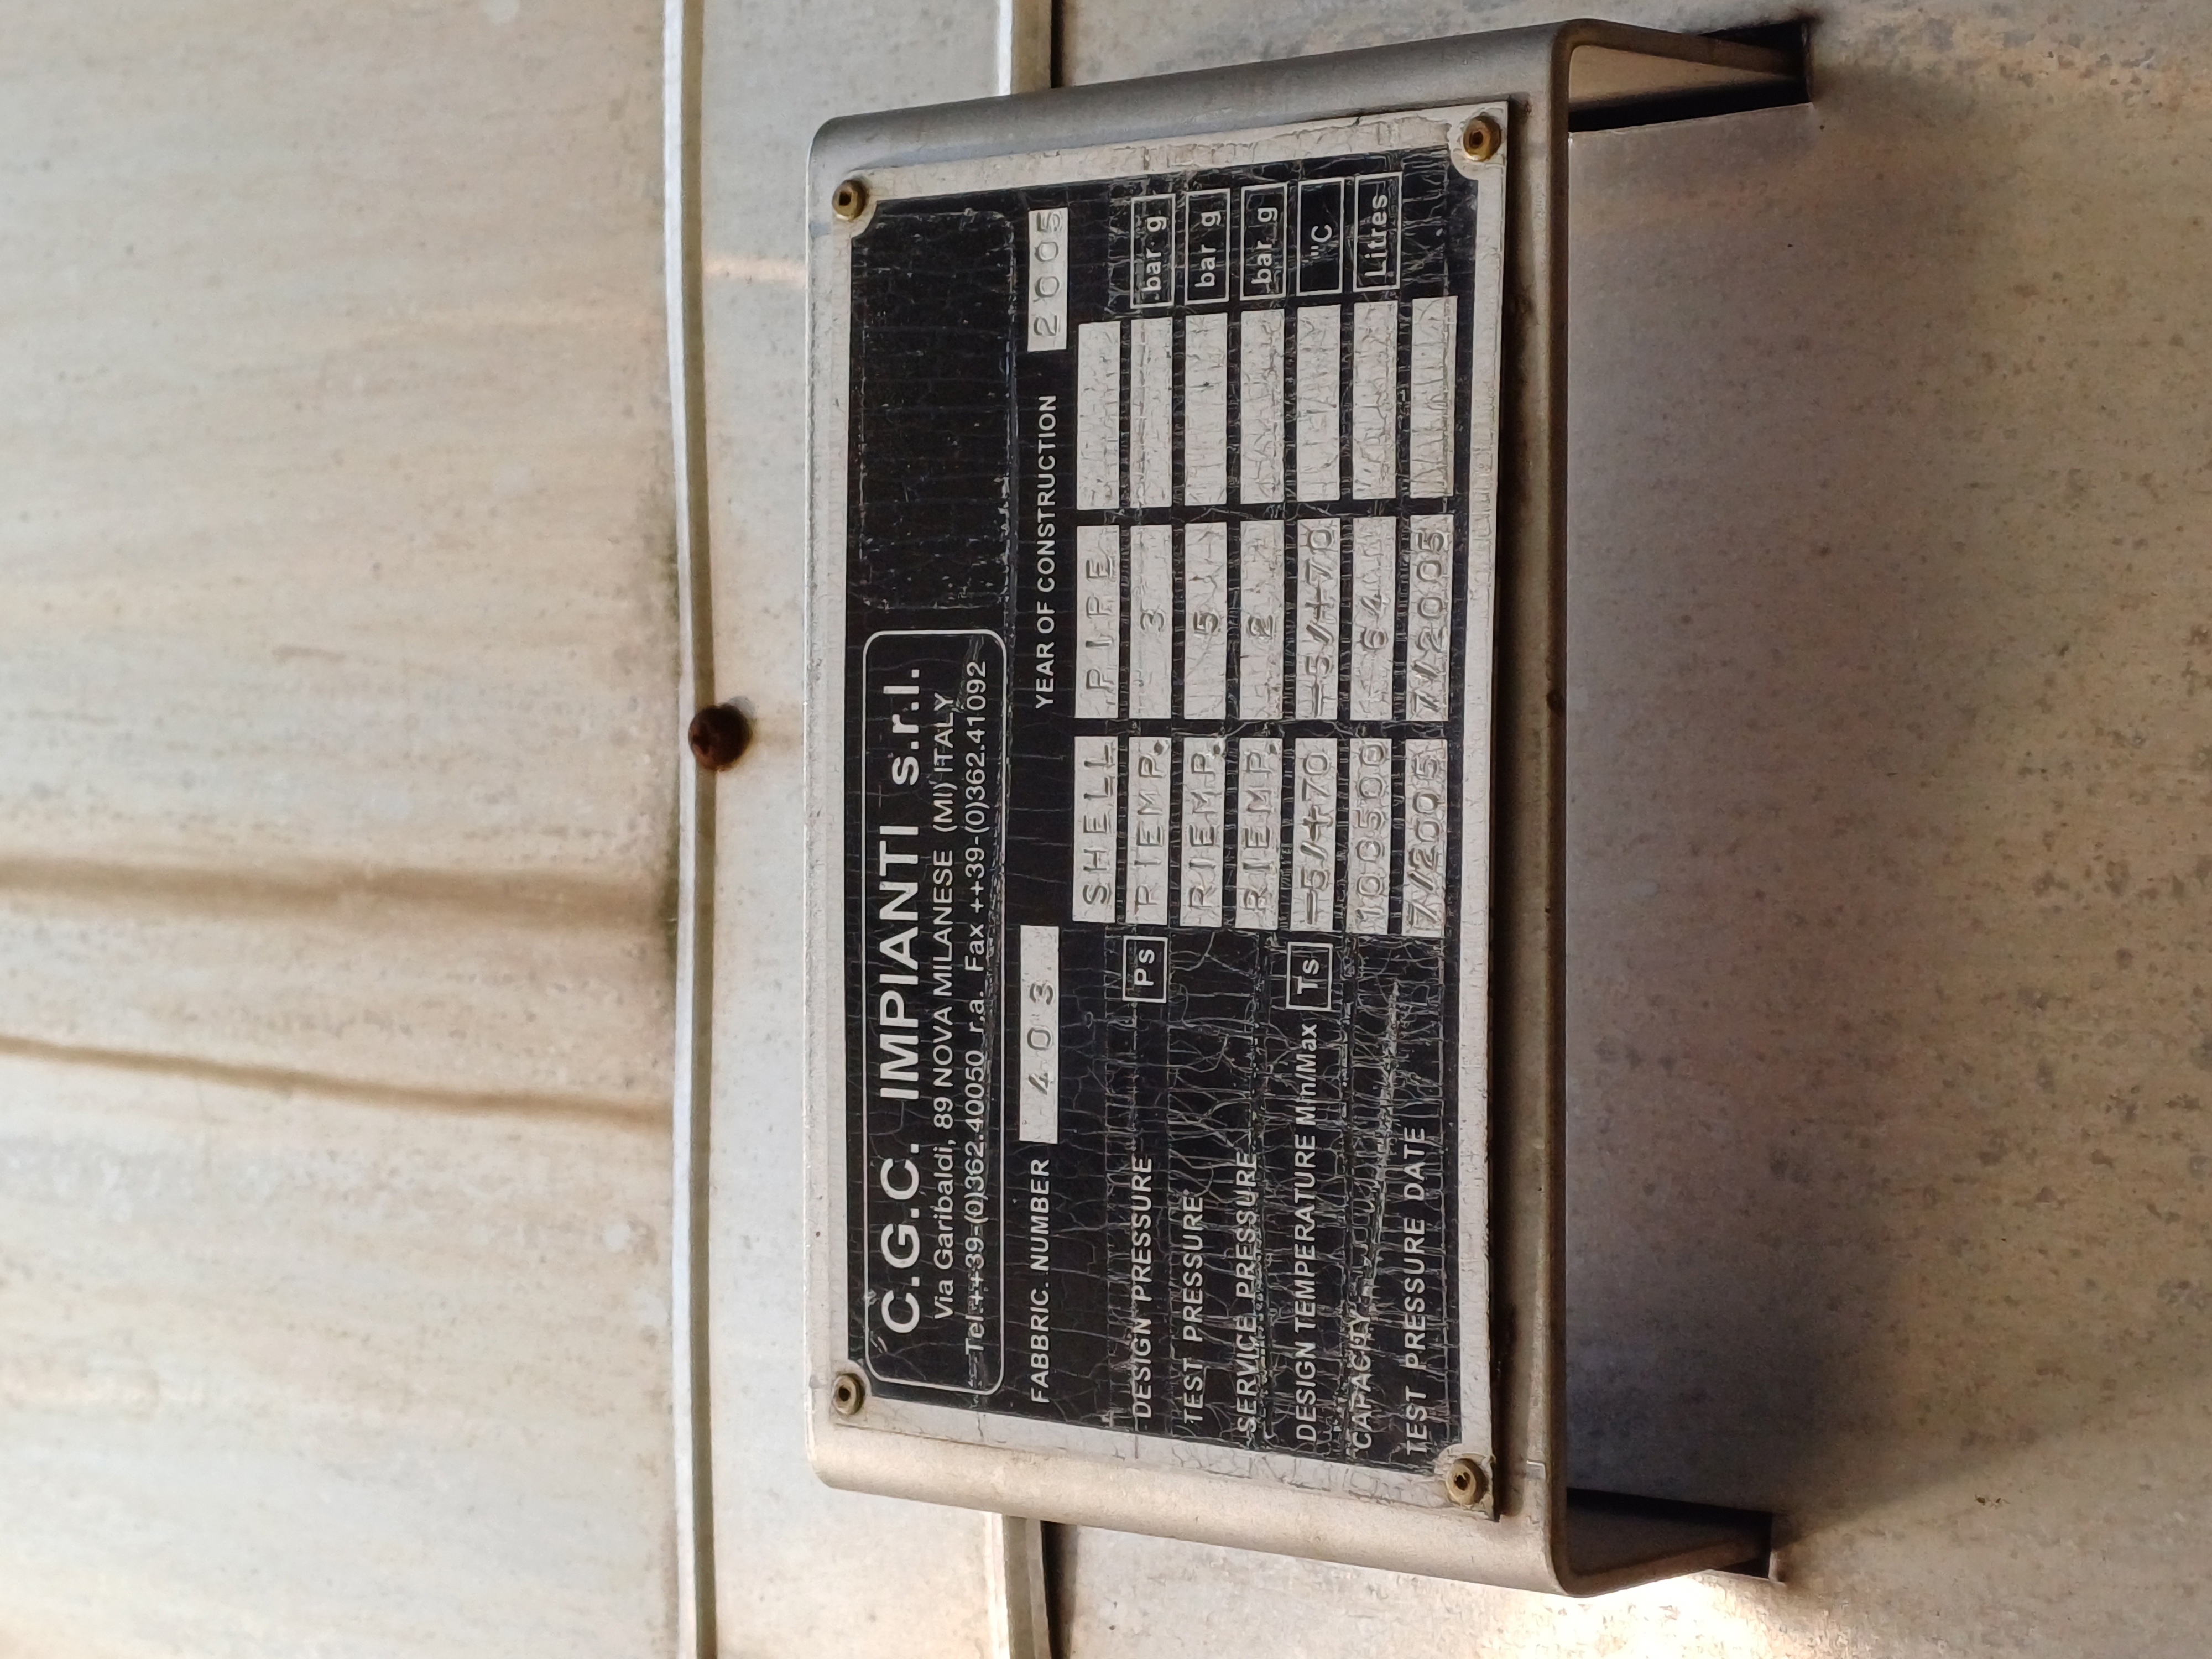 C.G.C. IMPIANTI s.r.l.
Via Garibaldi, 89 NOVA MILANESE (MI) ITALY
Tel.++39-(0)362.40050 r.a. Fax ++39-(0)362.41092
FABBRIC. NUMBER 403 YEAR OF CONSTRUCTION 2005
SHELL PIPE
DESIGN PRESSURE Ps RIEMP. 3 bar g
TEST PRESSURE RIEMP. 5 bar g
SERVICE PRESSURE RIEMP. 2 bar g
DESIGN TEMPERATURE Min/Max Ts -5/+70 -5/+70 °C
CAPACITY 100500 64 Litres
TEST PRESSURE DATE 7/2005 7/2005